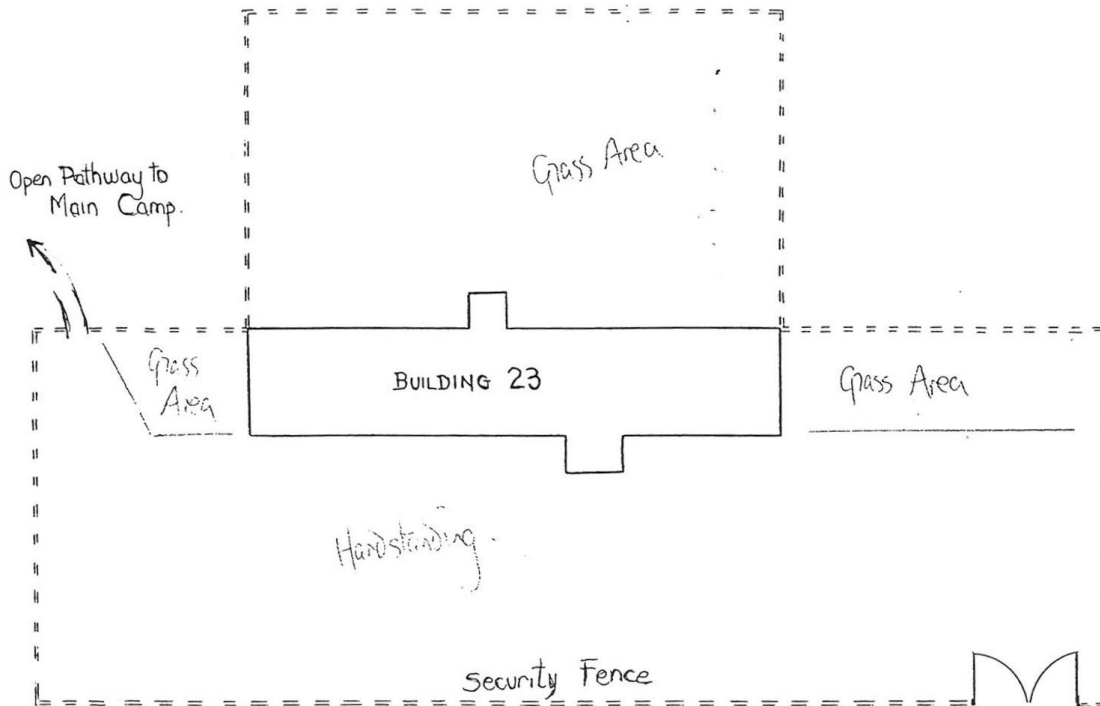 Grass Area
Open Pathway to
Main Camp.
Grass
Area
BUILDING 23
Grass Area
Hardstanding.
Security Fence